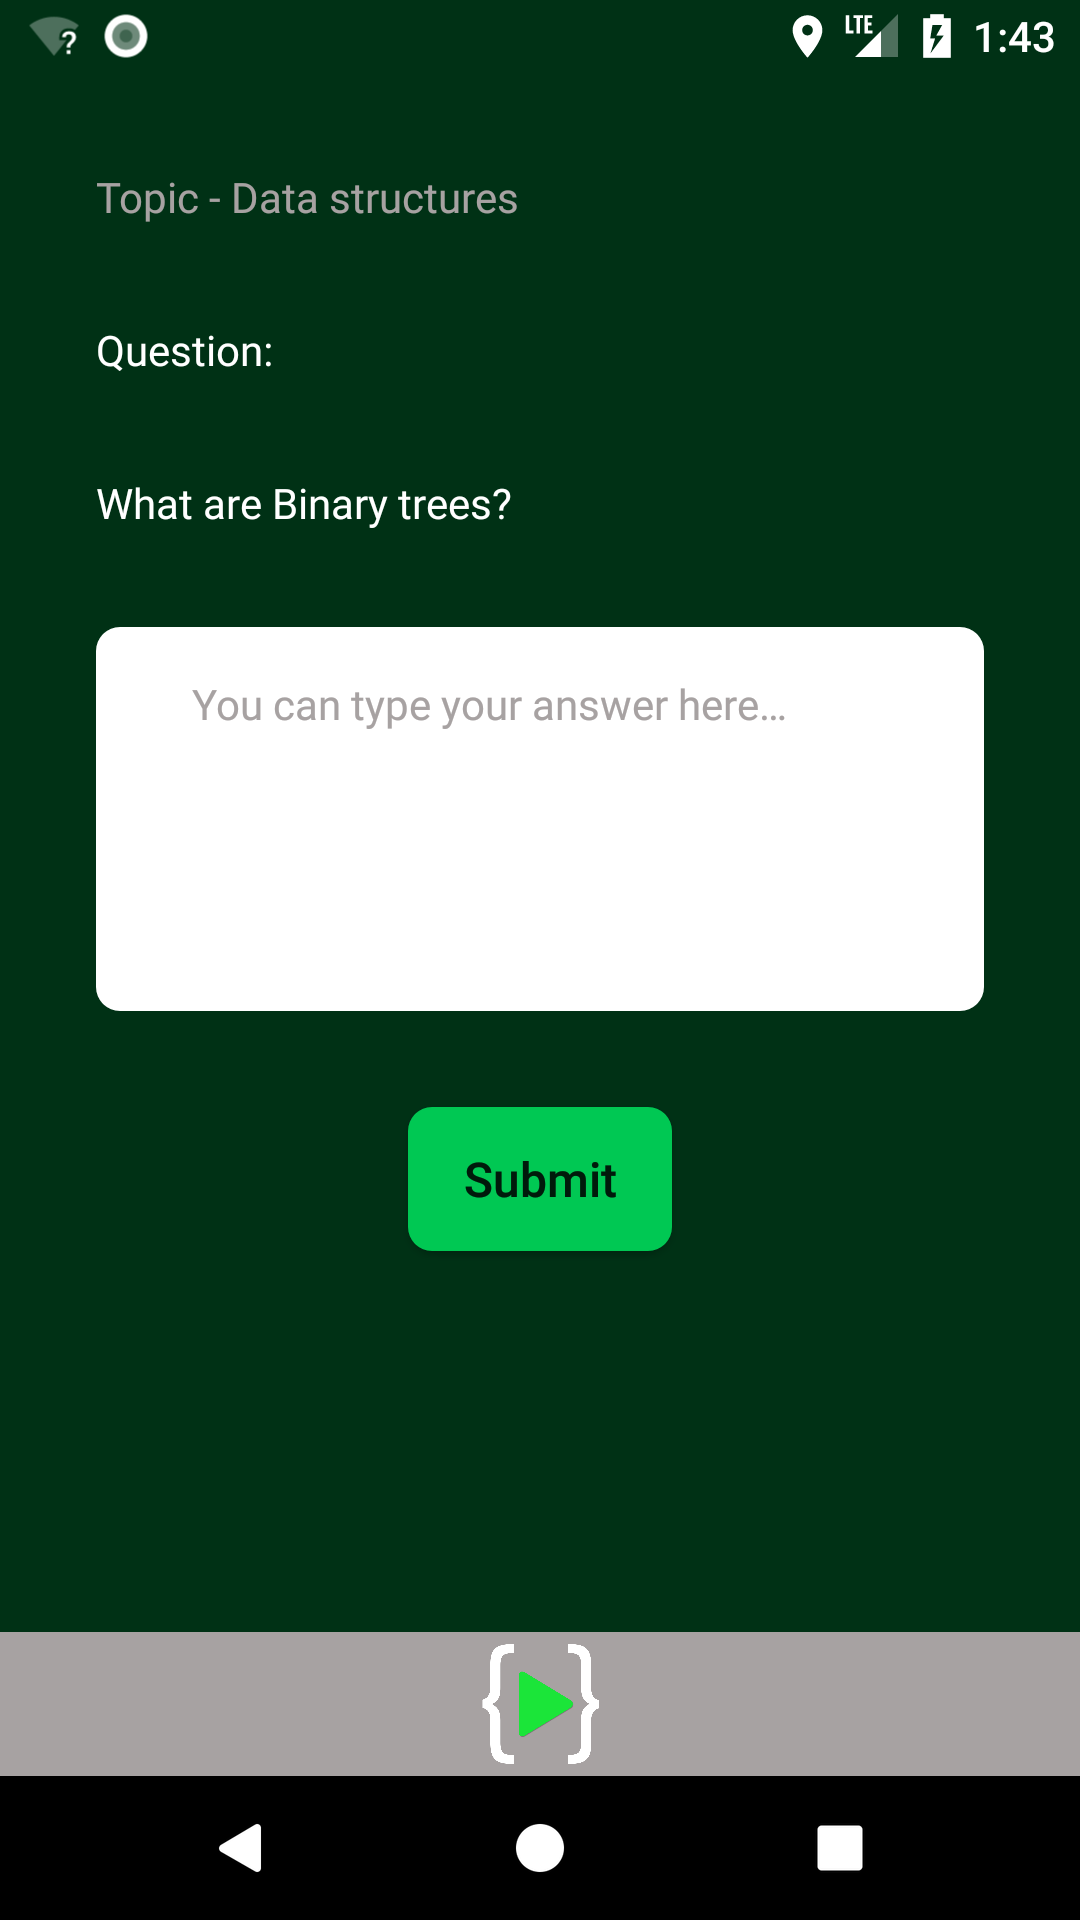 LTE 1:43
Topic - Data structures
Question:
What are Binary trees?
You can type your answer here...
Submit